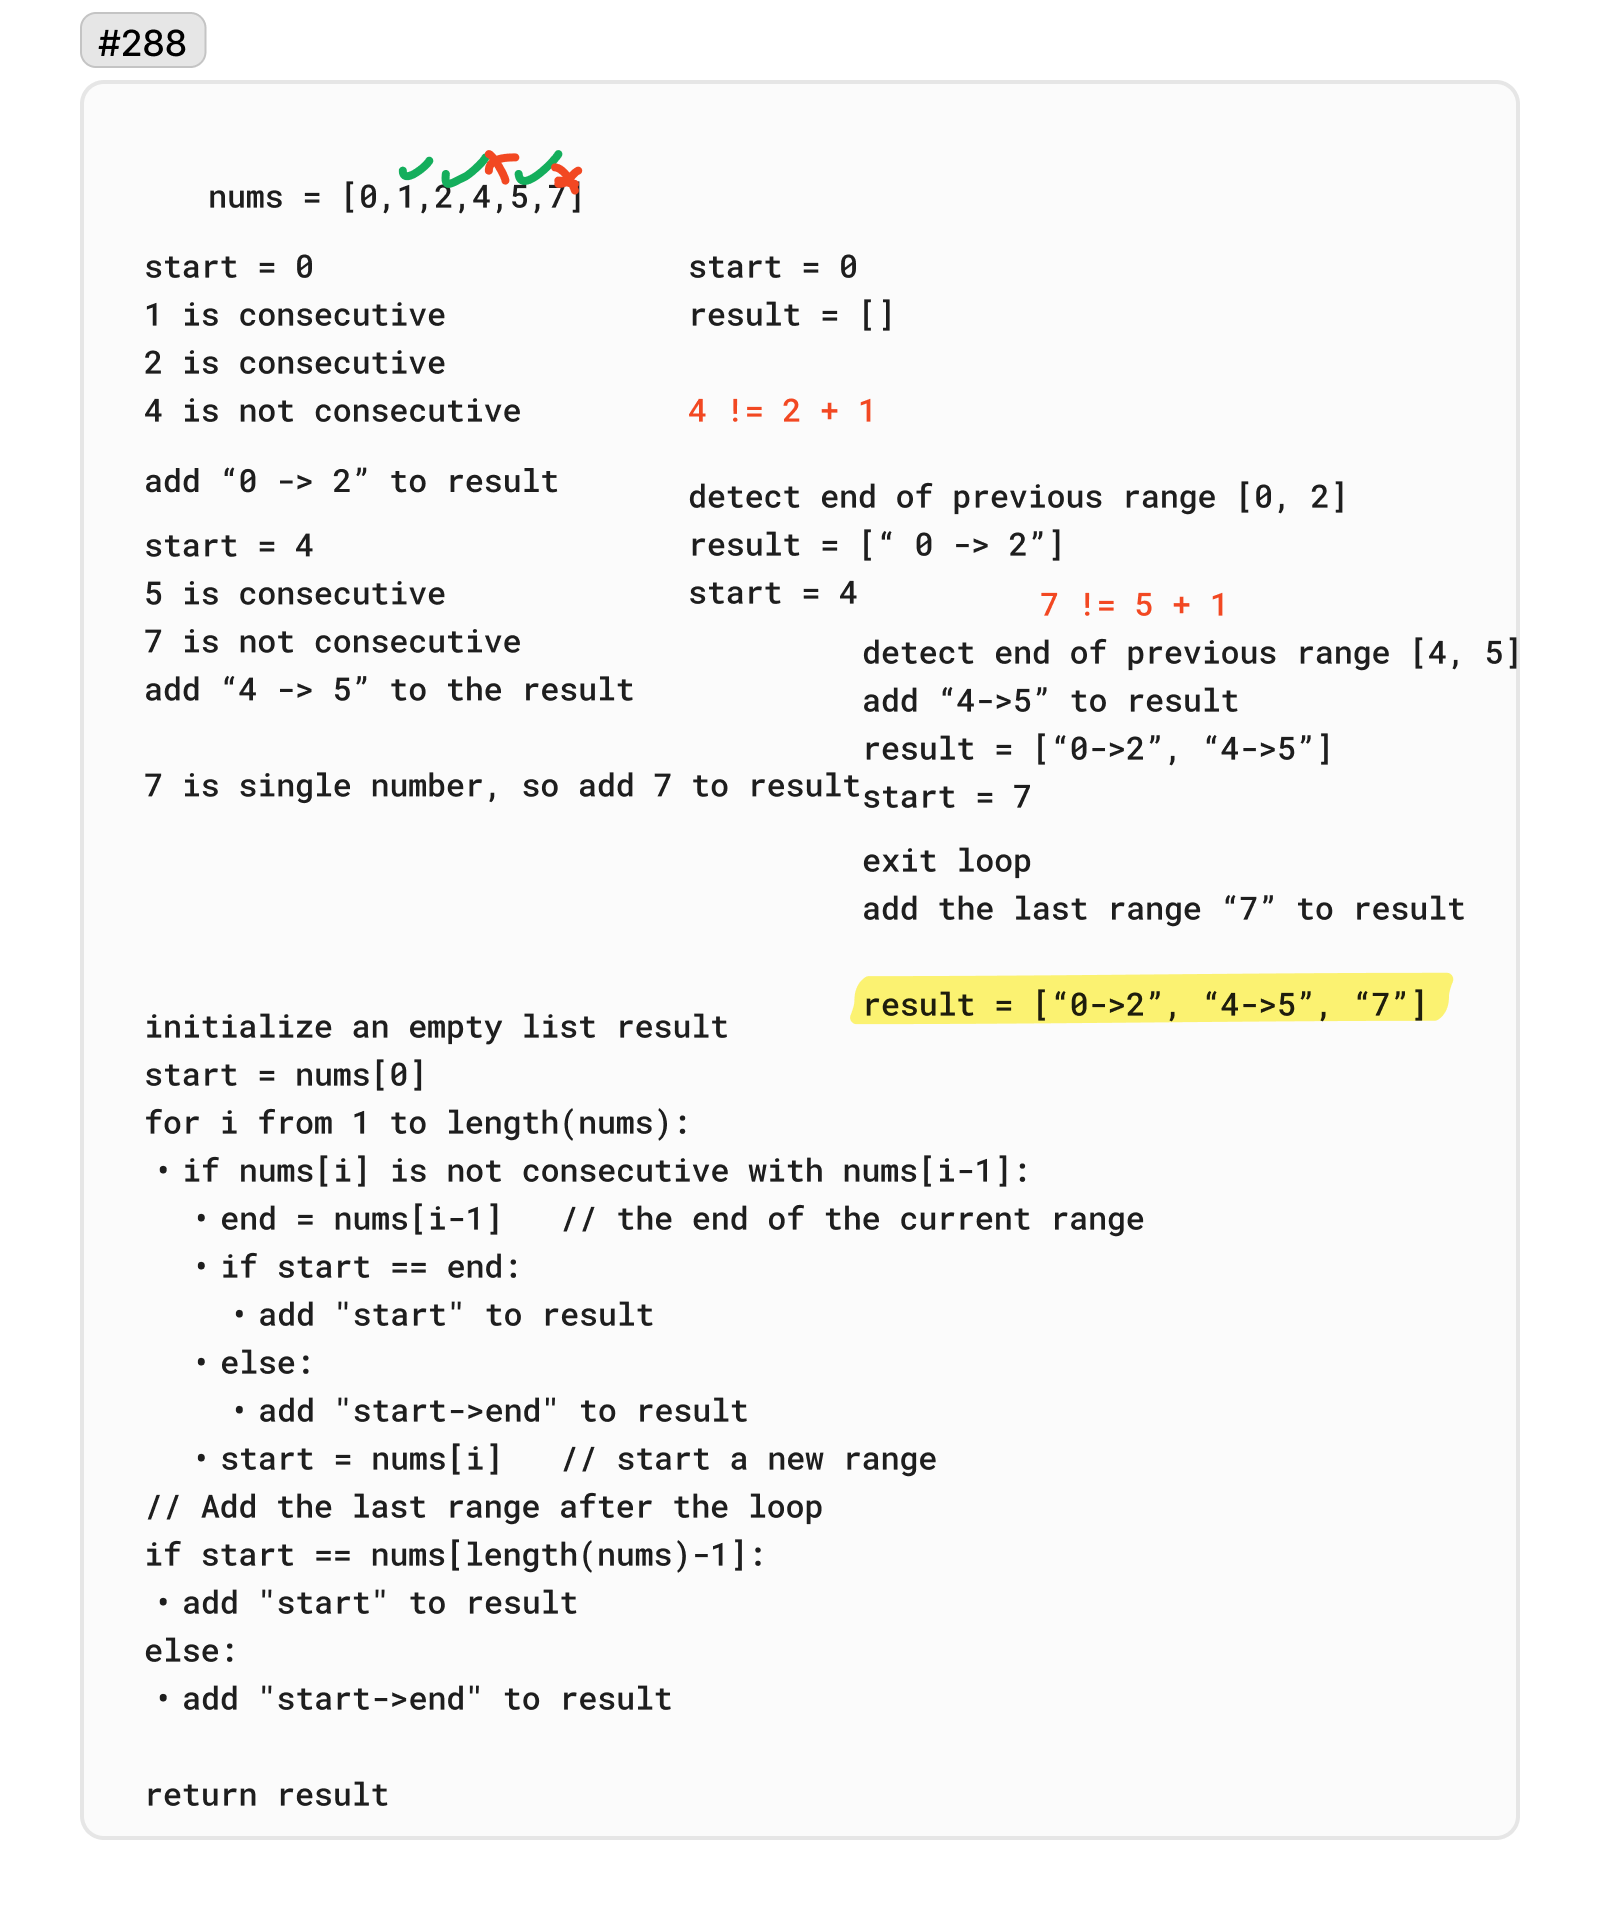 #288
nums = [0,1,2,4,5,7]
start = 0
1 is consecutive
2 is consecutive
4 is not consecutive
add “0 -> 2” to result
start = 4
5 is consecutive
7 is not consecutive
add “4 -> 5” to the result
7 is single number, so add 7 to result
start = 0
result = []
4 != 2 + 1
detect end of previous range [0, 2]
result = [“ 0 -> 2”]
start = 4
7 != 5 + 1
detect end of previous range [4, 5]
add “4->5” to result
result = [“0->2”, “4->5”]
start = 7
exit loop
add the last range “7” to result
result = [“0->2”, “4->5”, “7”]
initialize an empty list result
start = nums[0]
for i from 1 to length(nums):
• if nums[i] is not consecutive with nums[i-1]:
• end = nums[i-1]   // the end of the current range
• if start == end:
• add "start" to result
• else:
• add "start->end" to result
• start = nums[i]   // start a new range
// Add the last range after the loop
if start == nums[length(nums)-1]:
• add "start" to result
else:
• add "start->end" to result
return result